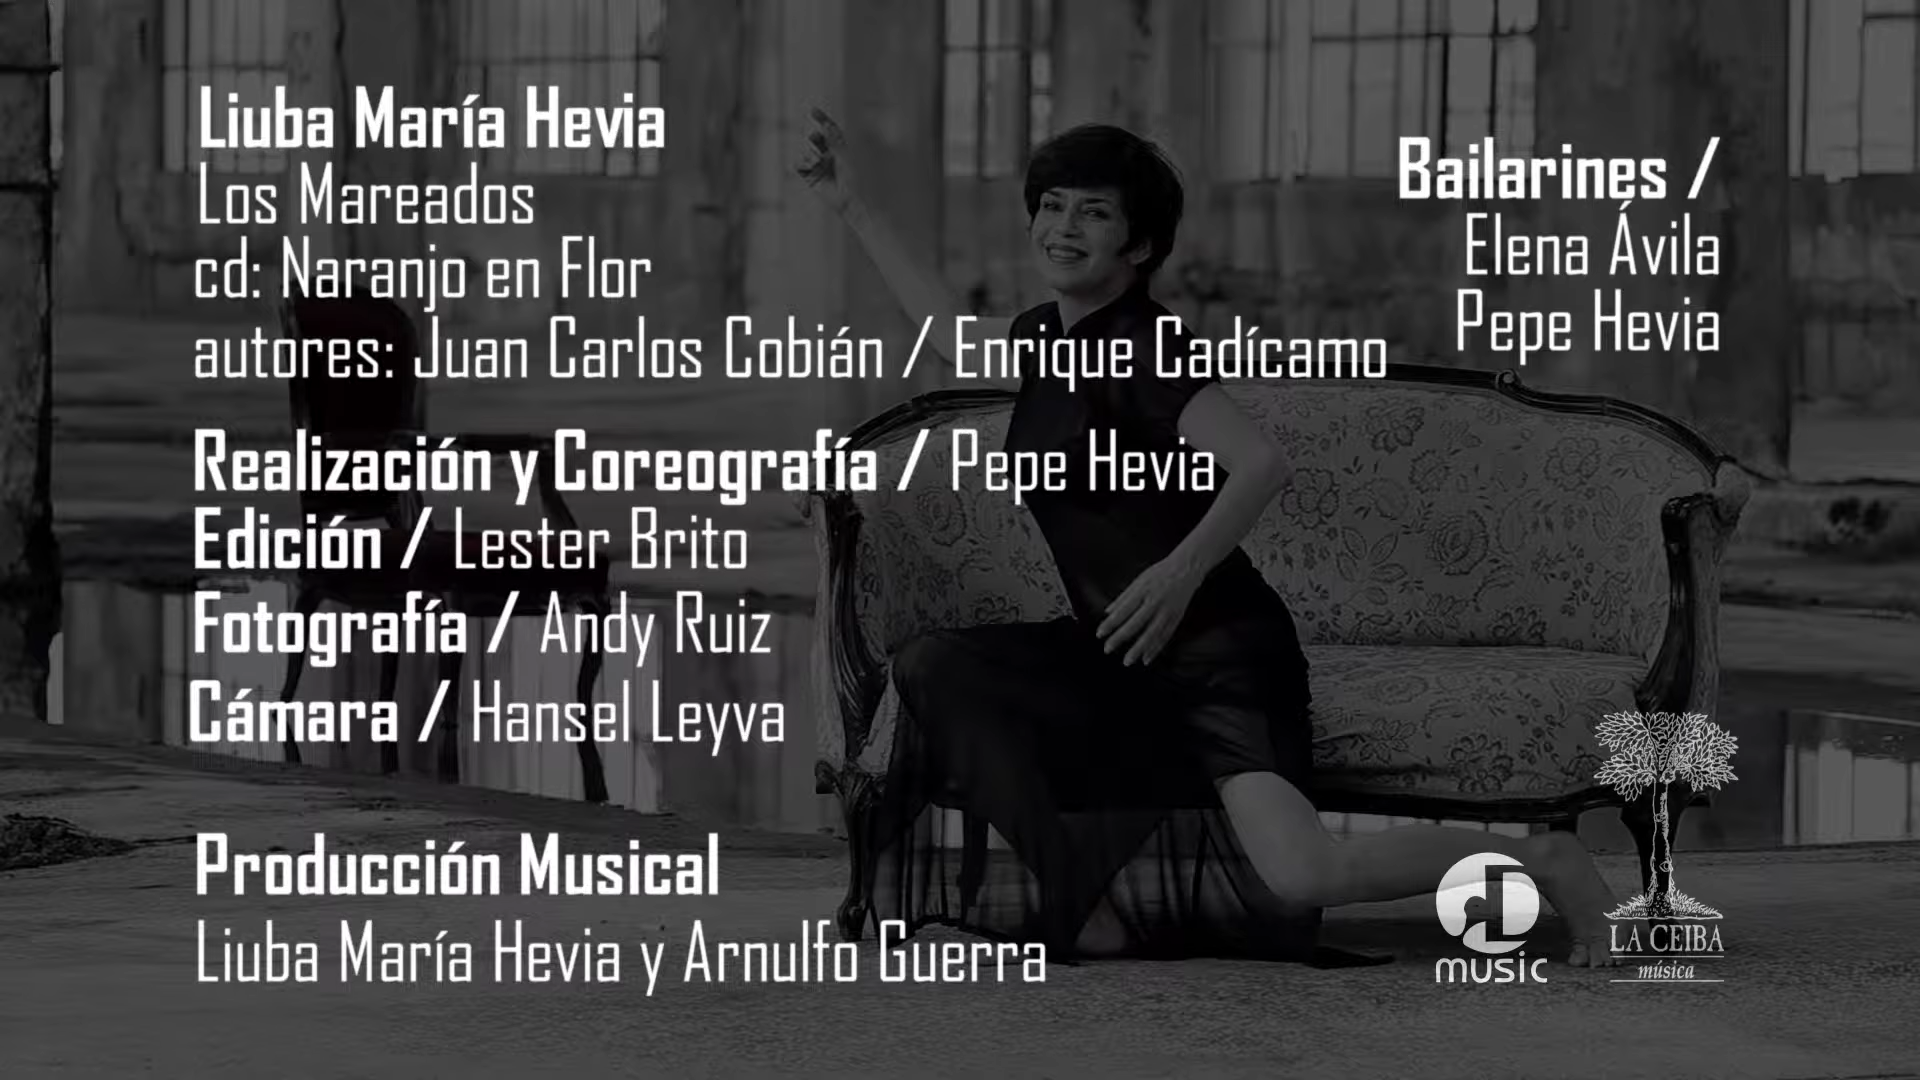 Liuba María Hevia
Los Mareados
cd: Naranjo en Flor
autores: Juan Carlos Cobián / Enrique Cadícamo
Realización y Coreografía / Pepe Hevia
Edición / Lester Brito
Fotografía / Andy Ruiz
Cámara / Hansel Leyva
Producción Musical
Liuba María Hevia y Arnulfo Guerra
Bailarines /
Elena Ávila
Pepe Hevia
music
LA CEIBA
música